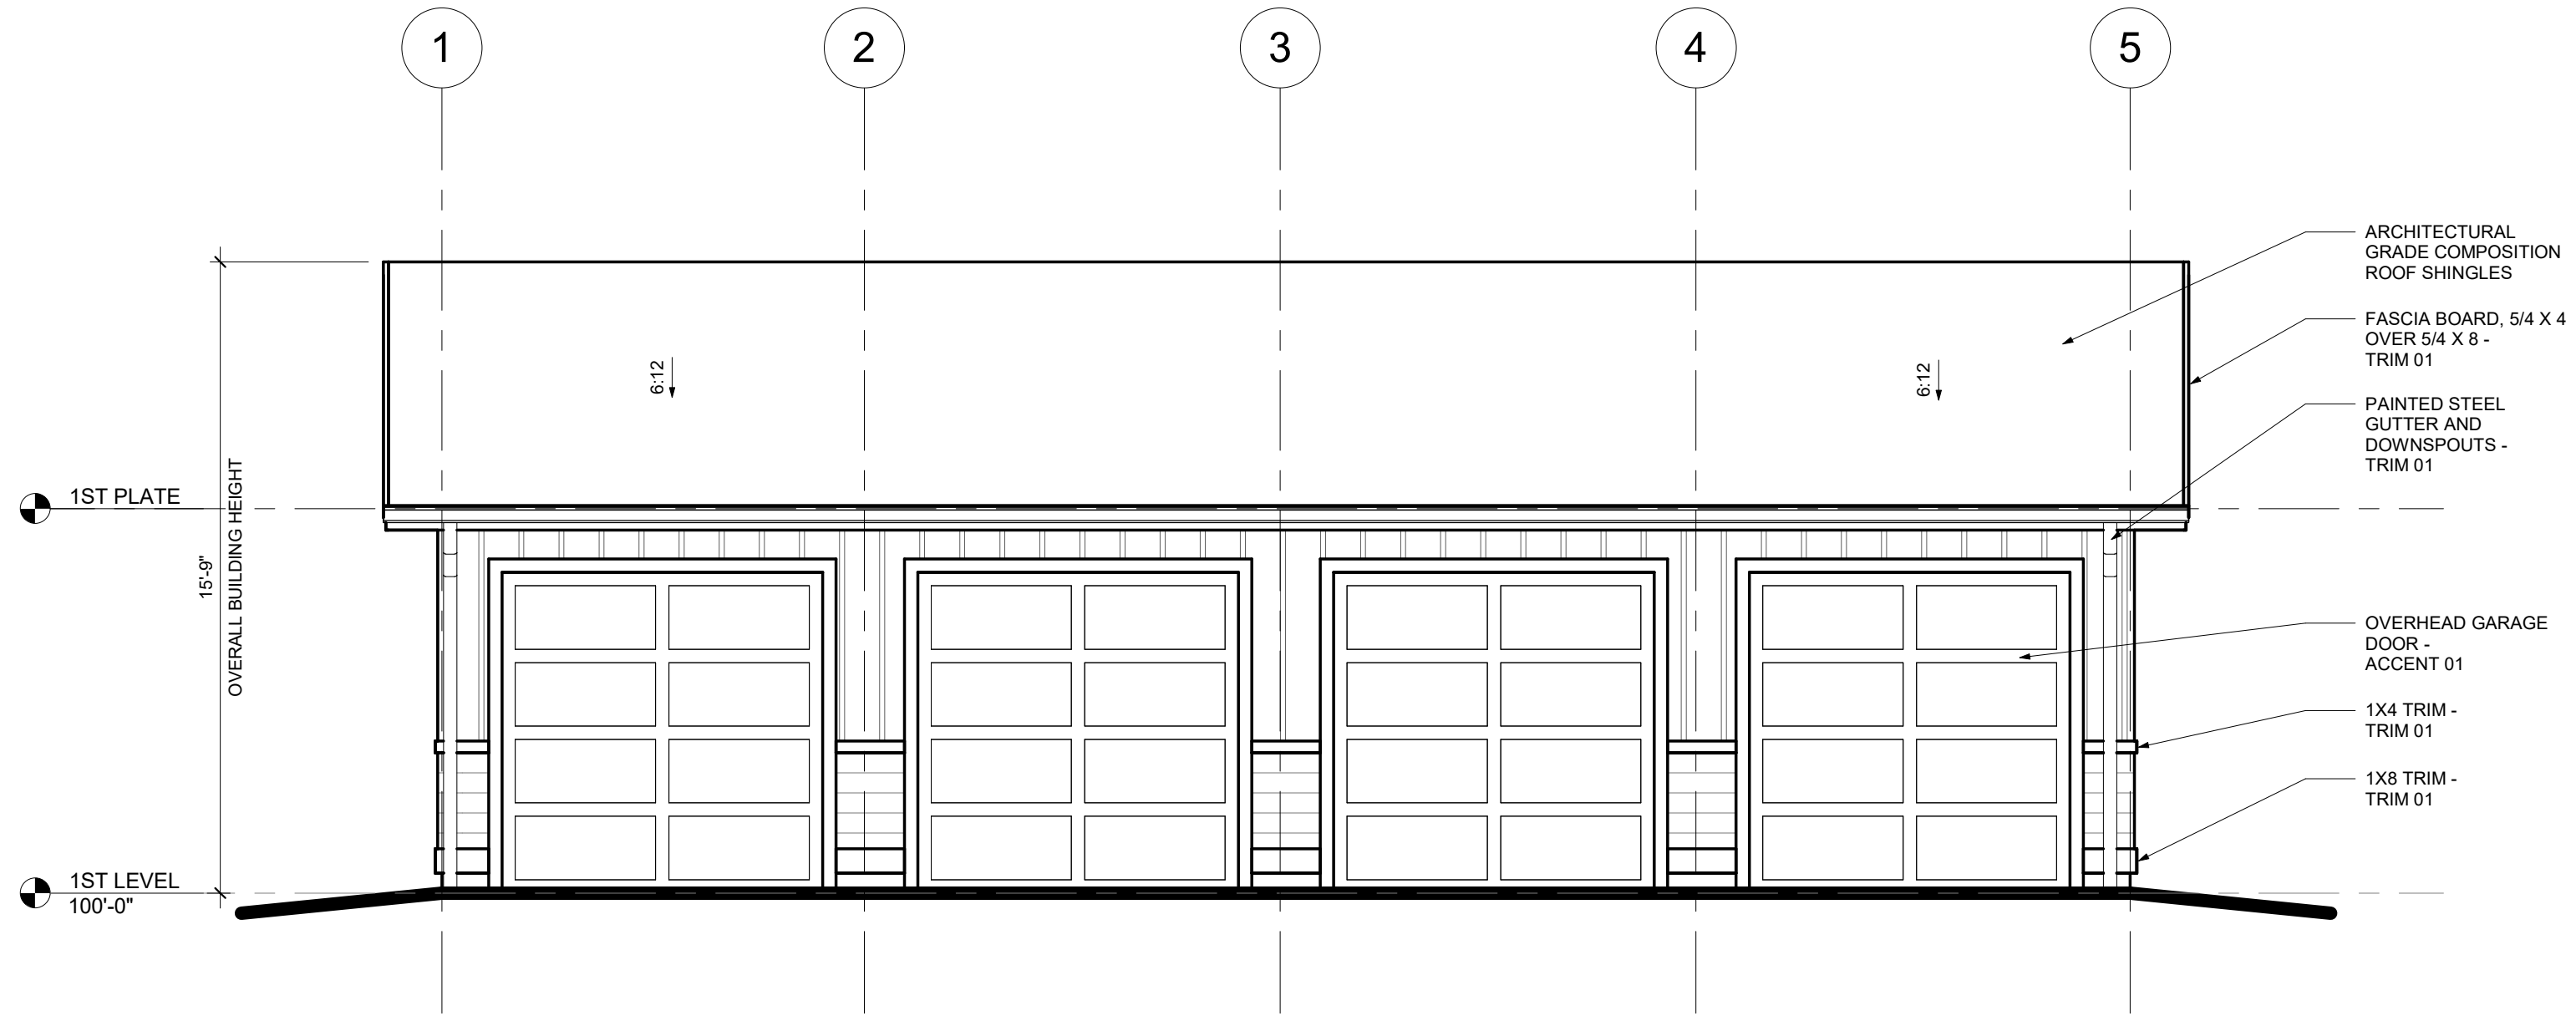 1
2
3
4
5
ARCHITECTURAL
GRADE COMPOSITION
ROOF SHINGLES
FASCIA BOARD, 5/4 X 4
OVER 5/4 X 8 -
TRIM 01
6:12
6:12
PAINTED STEEL
GUTTER AND
DOWNSPOUTS -
TRIM 01
1ST PLATE
15'-9"
OVERALL BUILDING HEIGHT
OVERHEAD GARAGE
DOOR -
ACCENT 01
1X4 TRIM -
TRIM 01
1X8 TRIM -
TRIM 01
1ST LEVEL
100'-0"